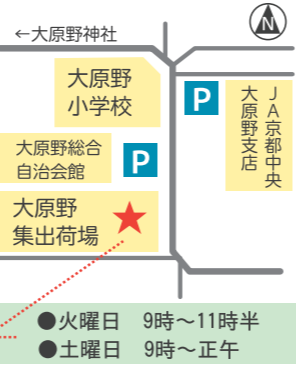 ←大原野神社
N
大原野
小学校
P
JA京都中央
大原野支店
大原野総合
自治会館
P
大原野
集出荷場
●火曜日　9時〜11時半
●土曜日　9時〜正午